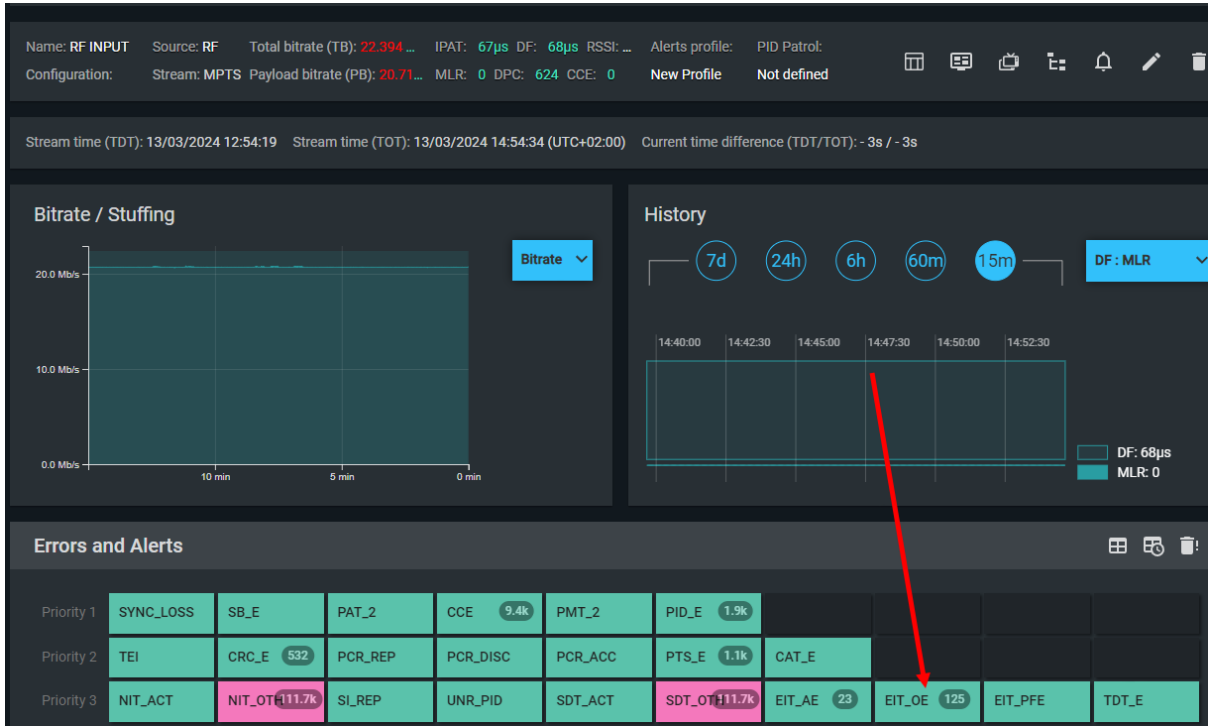 Name: RF INPUT Source: RF Total bitrate (TB): 22.394 ... IPAT: 67µs DF: 68µs RSSI: ... Alerts profile: PID Patrol:
Configuration: Stream: MPTS Payload bitrate (PB): 20.71... MLR: 0 DPC: 624 CCE: 0 New Profile Not defined
Stream time (TDT): 13/03/2024 12:54:19 Stream time (TOT): 13/03/2024 14:54:34 (UTC+02:00) Current time difference (TDT/TOT): - 3s / - 3s
Bitrate / Stuffing
Bitrate
20.0 Mb/s
10.0 Mb/s
0.0 Mb/s
10 min 5 min 0 min
History
7d 24h 6h 60m 15m DF : MLR
14:40:00 14:42:30 14:45:00 14:47:30 14:50:00 14:52:30
DF: 68µs
MLR: 0
Errors and Alerts
Priority 1 SYNC_LOSS SB_E PAT_2 CCE 9.4k PMT_2 PID_E 1.9k
Priority 2 TEI CRC_E 532 PCR_REP PCR_DISC PCR_ACC PTS_E 1.1k CAT_E
Priority 3 NIT_ACT NIT_OTH 111.7k SI_REP UNR_PID SDT_ACT SDT_OTH 111.7k EIT_AE 23 EIT_OE 125 EIT_PFE TDT_E